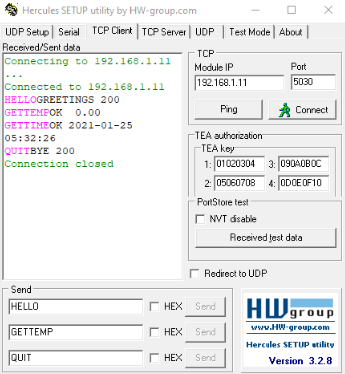 Hercules SETUP utility by HW-group.com
UDP Setup Serial TCP Client TCP Server UDP Test Mode About
Received/Sent data
Connecting to 192.168.1.11
...
Connected to 192.168.1.11
HELLOGREETINGS 200
GETTEMPOK  0.00
GETTIMEOK 2021-01-25
05:32:26
QUITBYE 200
Connection closed
TCP
Module IP Port
192.168.1.11 5030
Ping Connect
TEA authorization
TEA key
1: 01020304 3: 090A0B0C
2: 05060708 4: 0D0E0F10
PortStore test
NVT disable
Received test data
Redirect to UDP
Send
HELLO HEX Send
GETTEMP HEX Send
QUIT HEX Send
HW group
www.HW-group.com
Hercules SETUP utility
Version 3.2.8